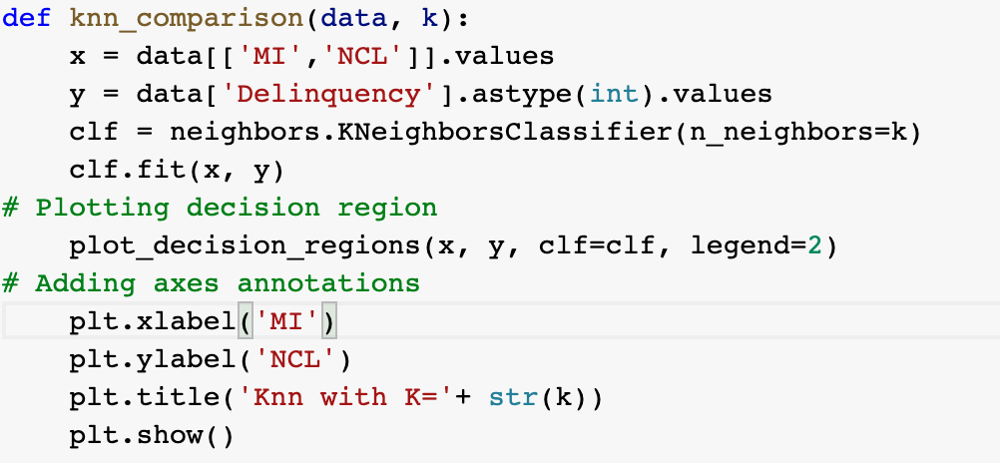 def knn_comparison(data, k):
    x = data[['MI','NCL']].values
    y = data['Delinquency'].astype(int).values
    clf = neighbors.KNeighborsClassifier(n_neighbors=k)
    clf.fit(x, y)
# Plotting decision region
    plot_decision_regions(x, y, clf=clf, legend=2)
# Adding axes annotations
    plt.xlabel('MI')
    plt.ylabel('NCL')
    plt.title('Knn with K='+ str(k))
    plt.show()